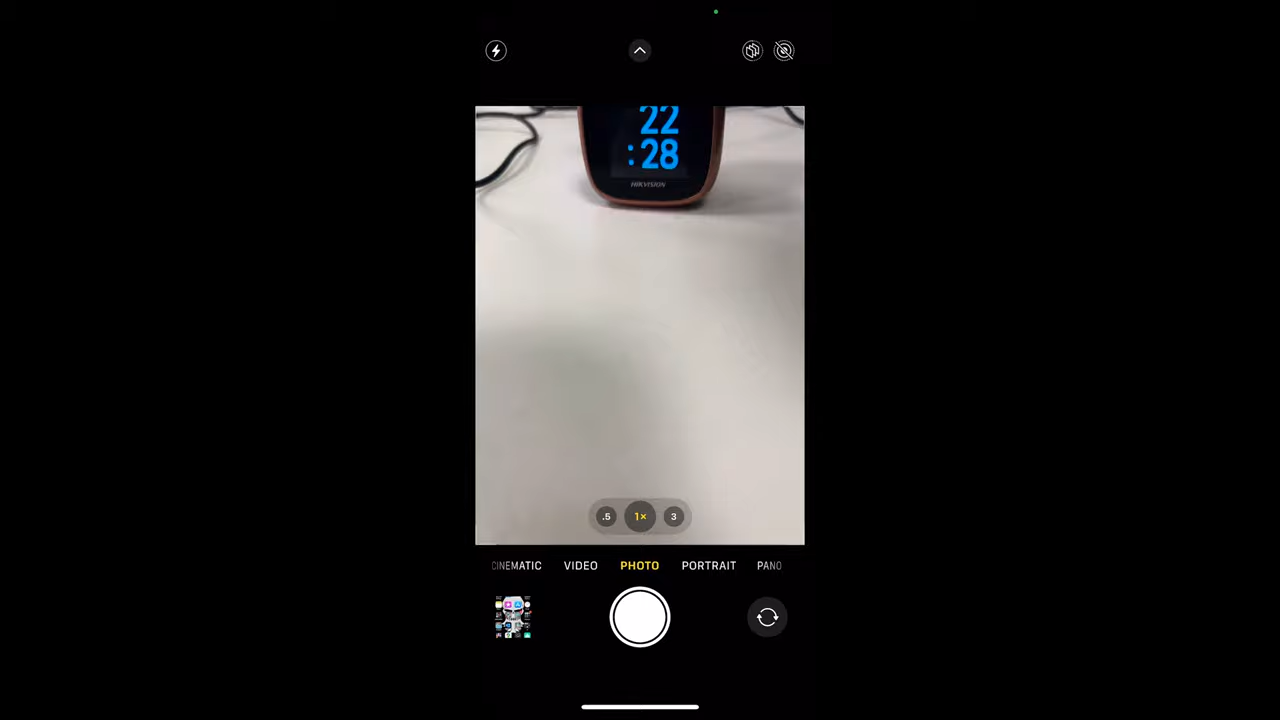 22
:28
HIKVISION
.5 1× 3
CINEMATIC VIDEO PHOTO PORTRAIT PANO